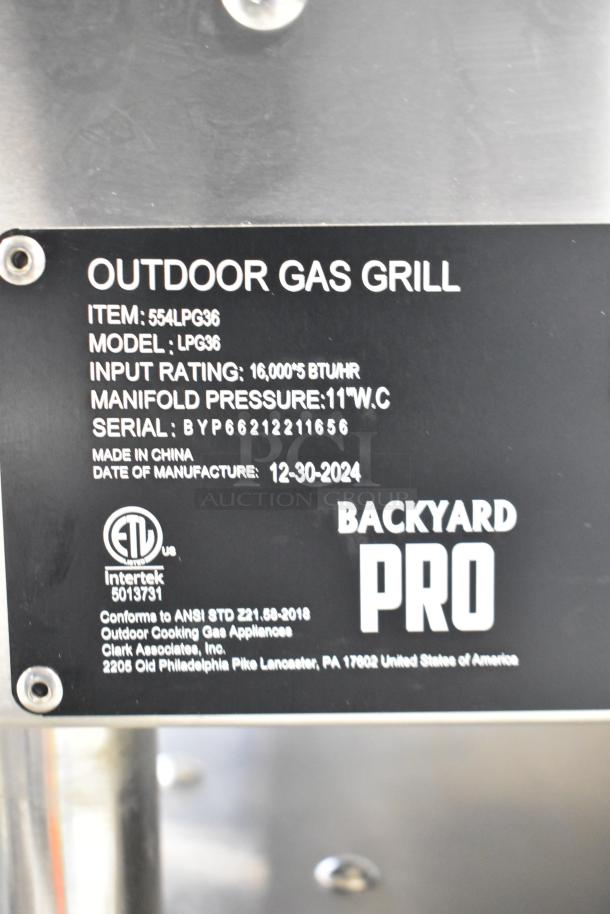 OUTDOOR GAS GRILL
ITEM: 554LPG36
MODEL: LPG36
INPUT RATING: 16,000*5 BTU/HR
MANIFOLD PRESSURE: 11"W.C
SERIAL: BYP66212211656
MADE IN CHINA
DATE OF MANUFACTURE: 12-30-2024
PCI
AUCTION GROUP
ETL
LISTED
US
Intertek
5013731
BACKYARD
PRO
Conforms to ANSI STD Z21.58-2018
Outdoor Cooking Gas Appliances
Clark Associates, Inc.
2205 Old Philadelphia Pike Lancaster, PA 17602 United States of America